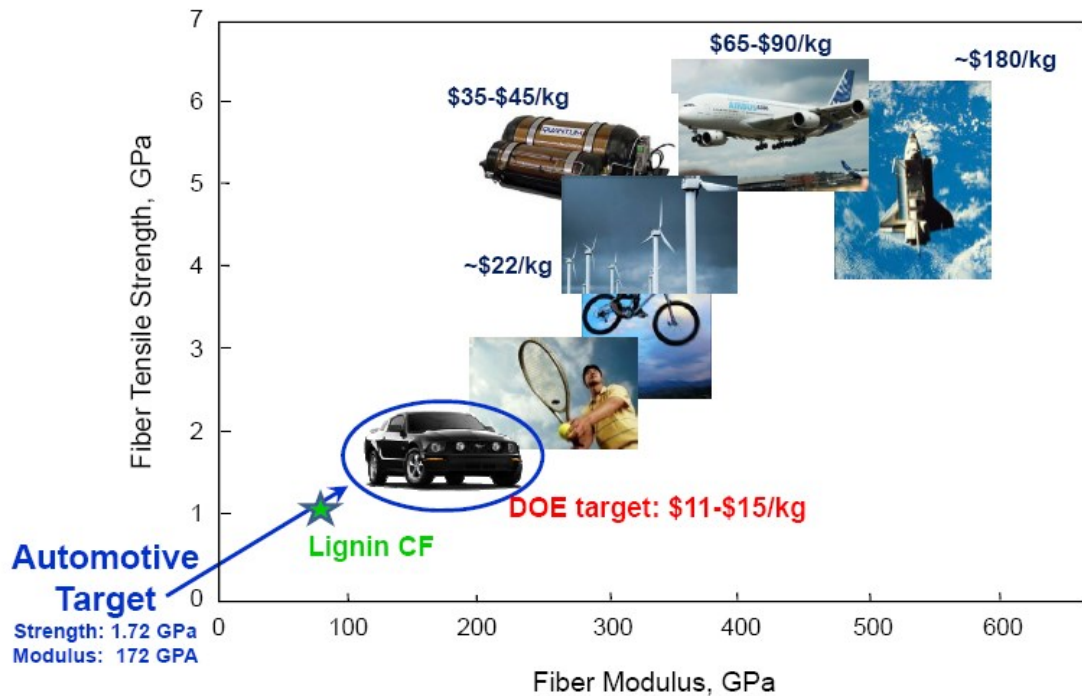 7
$65-$90/kg
~$180/kg
6
$35-$45/kg
QUANTUM
AIRBUS
5
4
~$22/kg
3
2
DOE target: $11-$15/kg
1
Lignin CF
Automotive
Target
Strength: 1.72 GPa
Modulus: 172 GPA
0
0 100 200 300 400 500 600
Fiber Tensile Strength, GPa
Fiber Modulus, GPa